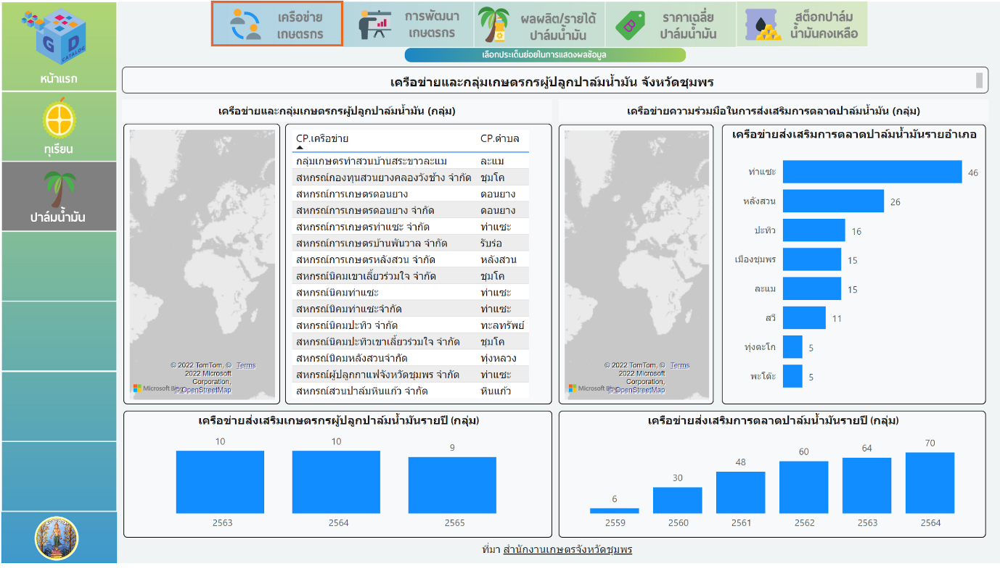 GD CATALOG
หน้าแรก
ทุเรียน
ปาล์มน้ำมัน
เครือข่าย
เกษตรกร
การพัฒนา
เกษตรกร
ผลผลิต/รายได้
ปาล์มน้ำมัน
ราคาเฉลี่ย
ปาล์มน้ำมัน
สต็อกปาล์ม
น้ำมันคงเหลือ
เลือกประเด็นย่อยในการแสดงผลข้อมูล
เครือข่ายและกลุ่มเกษตรกรผู้ปลูกปาล์มน้ำมัน จังหวัดชุมพร
เครือข่ายและกลุ่มเกษตรกรผู้ปลูกปาล์มน้ำมัน (กลุ่ม)
© 2022 TomTom, © Terms
2022 Microsoft
Corporation,
Microsoft Bing © OpenStreetMap
CP.เครือข่าย CP.ตำบล
กลุ่มเกษตรทำสวนบ้านสระขาวละแม ละแม
สหกรณ์กองทุนสวนยางคลองวังช้าง จำกัด ชุมโค
สหกรณ์การเกษตรดอนยาง ดอนยาง
สหกรณ์การเกษตรดอนยาง จำกัด ดอนยาง
สหกรณ์การเกษตรท่าแซะ จำกัด ท่าแซะ
สหกรณ์การเกษตรบ้านพันวาล จำกัด รับร่อ
สหกรณ์การเกษตรหลังสวน จำกัด หลังสวน
สหกรณ์นิคมเขาเลี้ยวร่วมใจ จำกัด ชุมโค
สหกรณ์นิคมท่าแซะ ท่าแซะ
สหกรณ์นิคมท่าแซะจำกัด ท่าแซะ
สหกรณ์นิคมปะทิว จำกัด ทะลทรัพย์
สหกรณ์นิคมปะทิวเขาเลี้ยวร่วมใจ จำกัด ชุมโค
สหกรณ์นิคมหลังสวนจำกัด ทุ่งหลวง
สหกรณ์ผู้ปลูกกาแฟจังหวัดชุมพร จำกัด ท่าแซะ
สหกรณ์สวนปาล์มหินแก้ว จำกัด หินแก้ว
เครือข่ายความร่วมมือในการส่งเสริมการตลาดปาล์มน้ำมัน (กลุ่ม)
© 2022 TomTom, © Terms
2022 Microsoft
Corporation,
Microsoft Bing © OpenStreetMap
เครือข่ายส่งเสริมการตลาดปาล์มน้ำมันรายอำเภอ
ท่าแซะ 46
หลังสวน 26
ปะทิว 16
เมืองชุมพร 15
ละแม 15
สวี 11
ทุ่งตะโก 5
พะโต๊ะ 5
เครือข่ายส่งเสริมเกษตรกรผู้ปลูกปาล์มน้ำมันรายปี (กลุ่ม)
10 10 9
2563 2564 2565
เครือข่ายส่งเสริมการตลาดปาล์มน้ำมันรายปี (กลุ่ม)
6 30 48 60 64 70
2559 2560 2561 2562 2563 2564
ที่มา สำนักงานเกษตรจังหวัดชุมพร